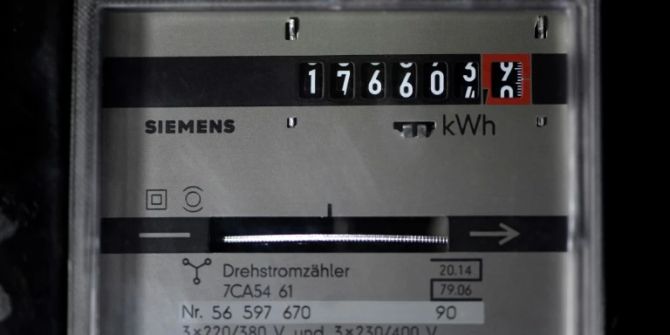 1766039
SIEMENS kWh
Drehstromzähler 20.14
7CA54 61 79.06
Nr. 56 597 670 90
3×220/380 V und 3×230/400 V